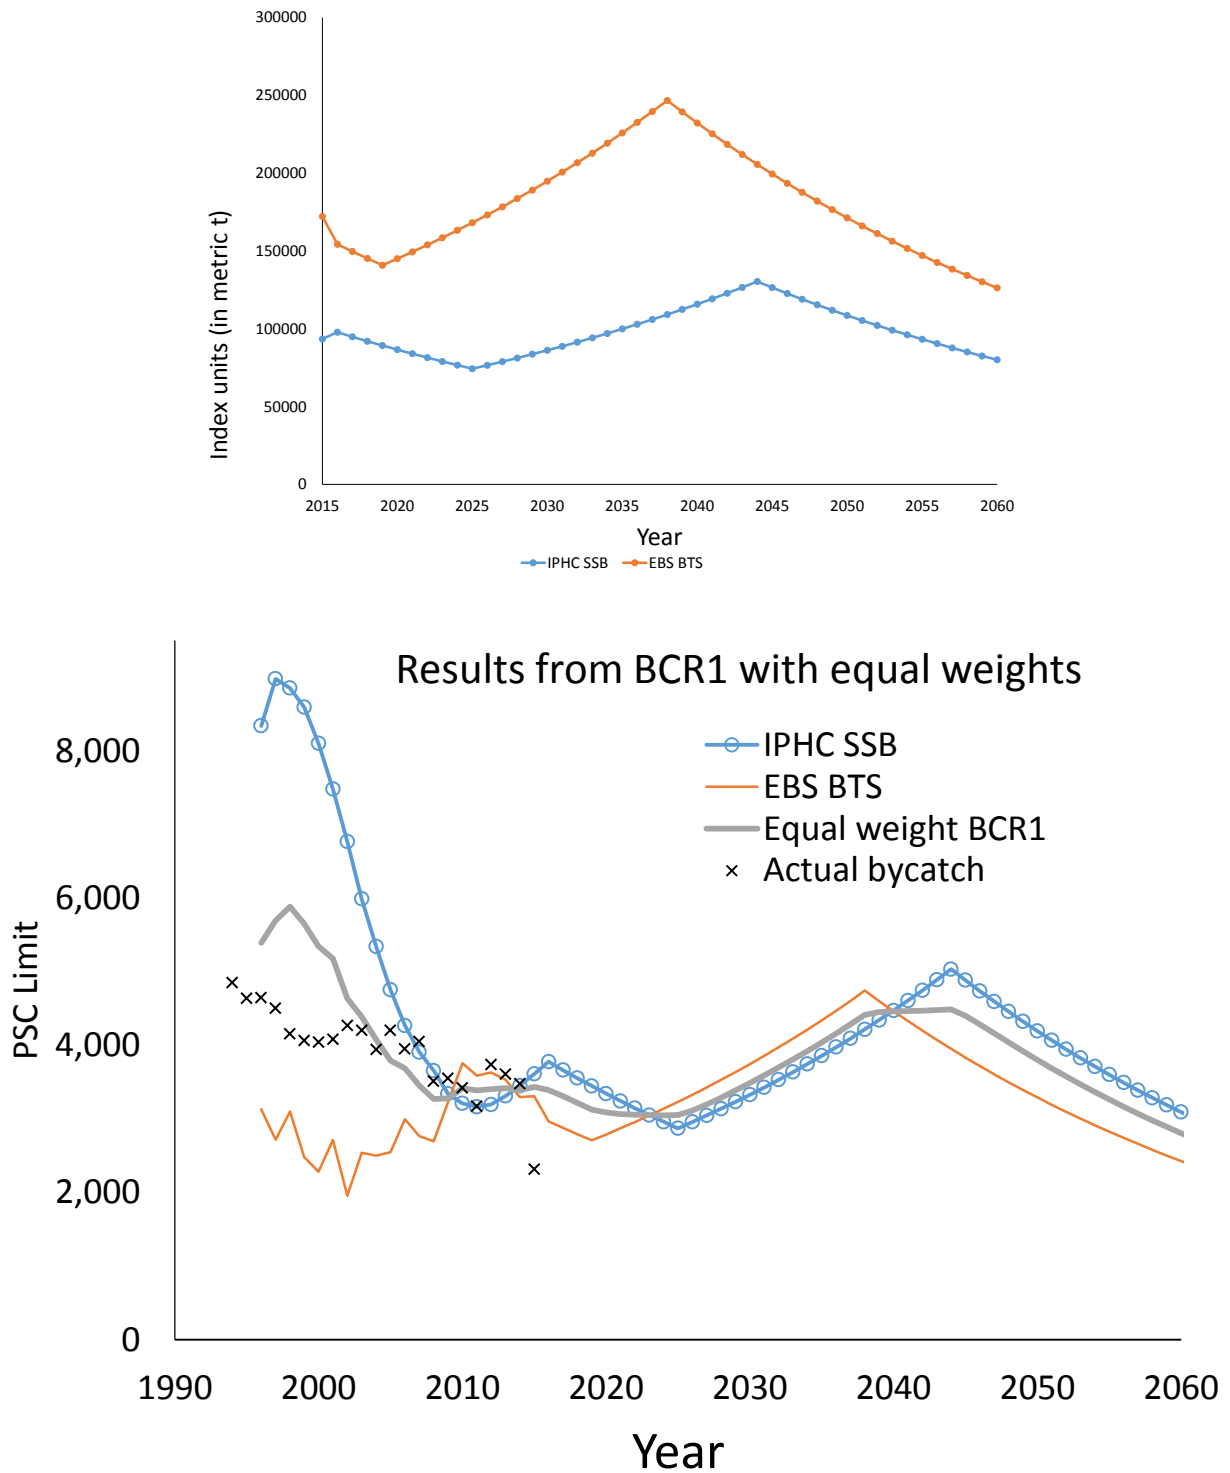 300000
250000
200000
150000
100000
50000
0
Index units (in metric t)
2015 2020 2025 2030 2035 2040 2045 2050 2055 2060
Year
IPHC SSB EBS BTS
Results from BCR1 with equal weights
IPHC SSB
EBS BTS
Equal weight BCR1
Actual bycatch
8,000
6,000
4,000
2,000
0
PSC Limit
1990 2000 2010 2020 2030 2040 2050 2060
Year